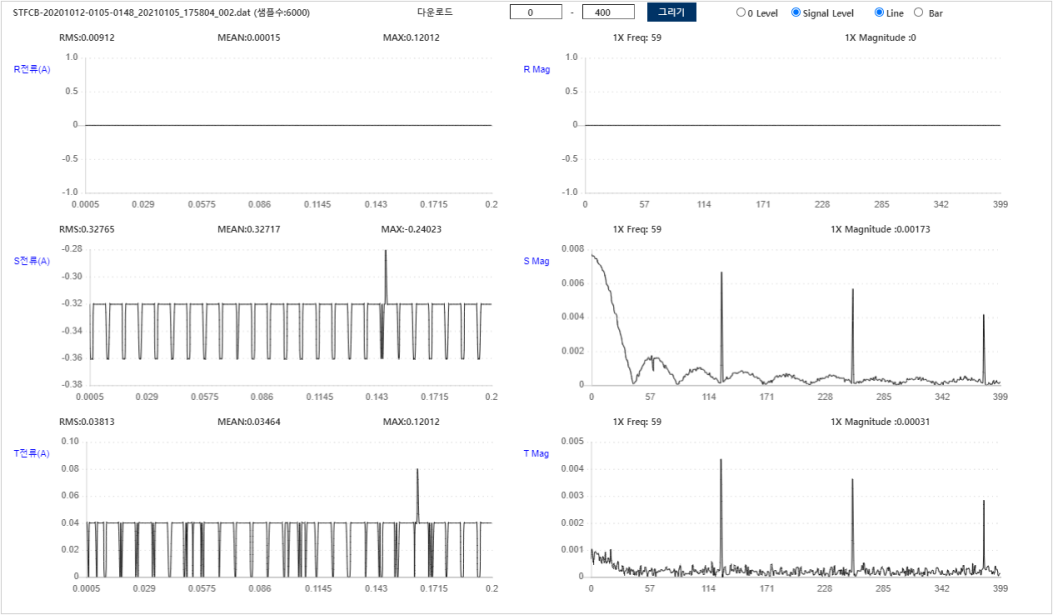 STFCB-20201012-0105-0148_20210105_175804_002.dat (샘플수:6000) 다운로드 0 - 400 그리기 0 Level Signal Level Line Bar
RMS:0.00912 MEAN:0.00015 MAX:0.12012 1X Freq: 59 1X Magnitude :0
R전류(A)
1.0
0.5
0
-0.5
-1.0
0.0005 0.029 0.0575 0.086 0.1145 0.143 0.1715 0.2
R Mag
1.0
0.5
0
-0.5
-1.0
0 57 114 171 228 285 342 399
RMS:0.32765 MEAN:0.32717 MAX:-0.24023 1X Freq: 59 1X Magnitude :0.00173
S전류(A)
-0.28
-0.30
-0.32
-0.34
-0.36
-0.38
0.0005 0.029 0.0575 0.086 0.1145 0.143 0.1715 0.2
S Mag
0.008
0.006
0.004
0.002
0
0 57 114 171 228 285 342 399
RMS:0.03813 MEAN:0.03464 MAX:0.12012 1X Freq: 59 1X Magnitude :0.00031
T전류(A)
0.10
0.08
0.06
0.04
0.02
0
0.0005 0.029 0.0575 0.086 0.1145 0.143 0.1715 0.2
T Mag
0.005
0.004
0.003
0.002
0.001
0
0 57 114 171 228 285 342 399